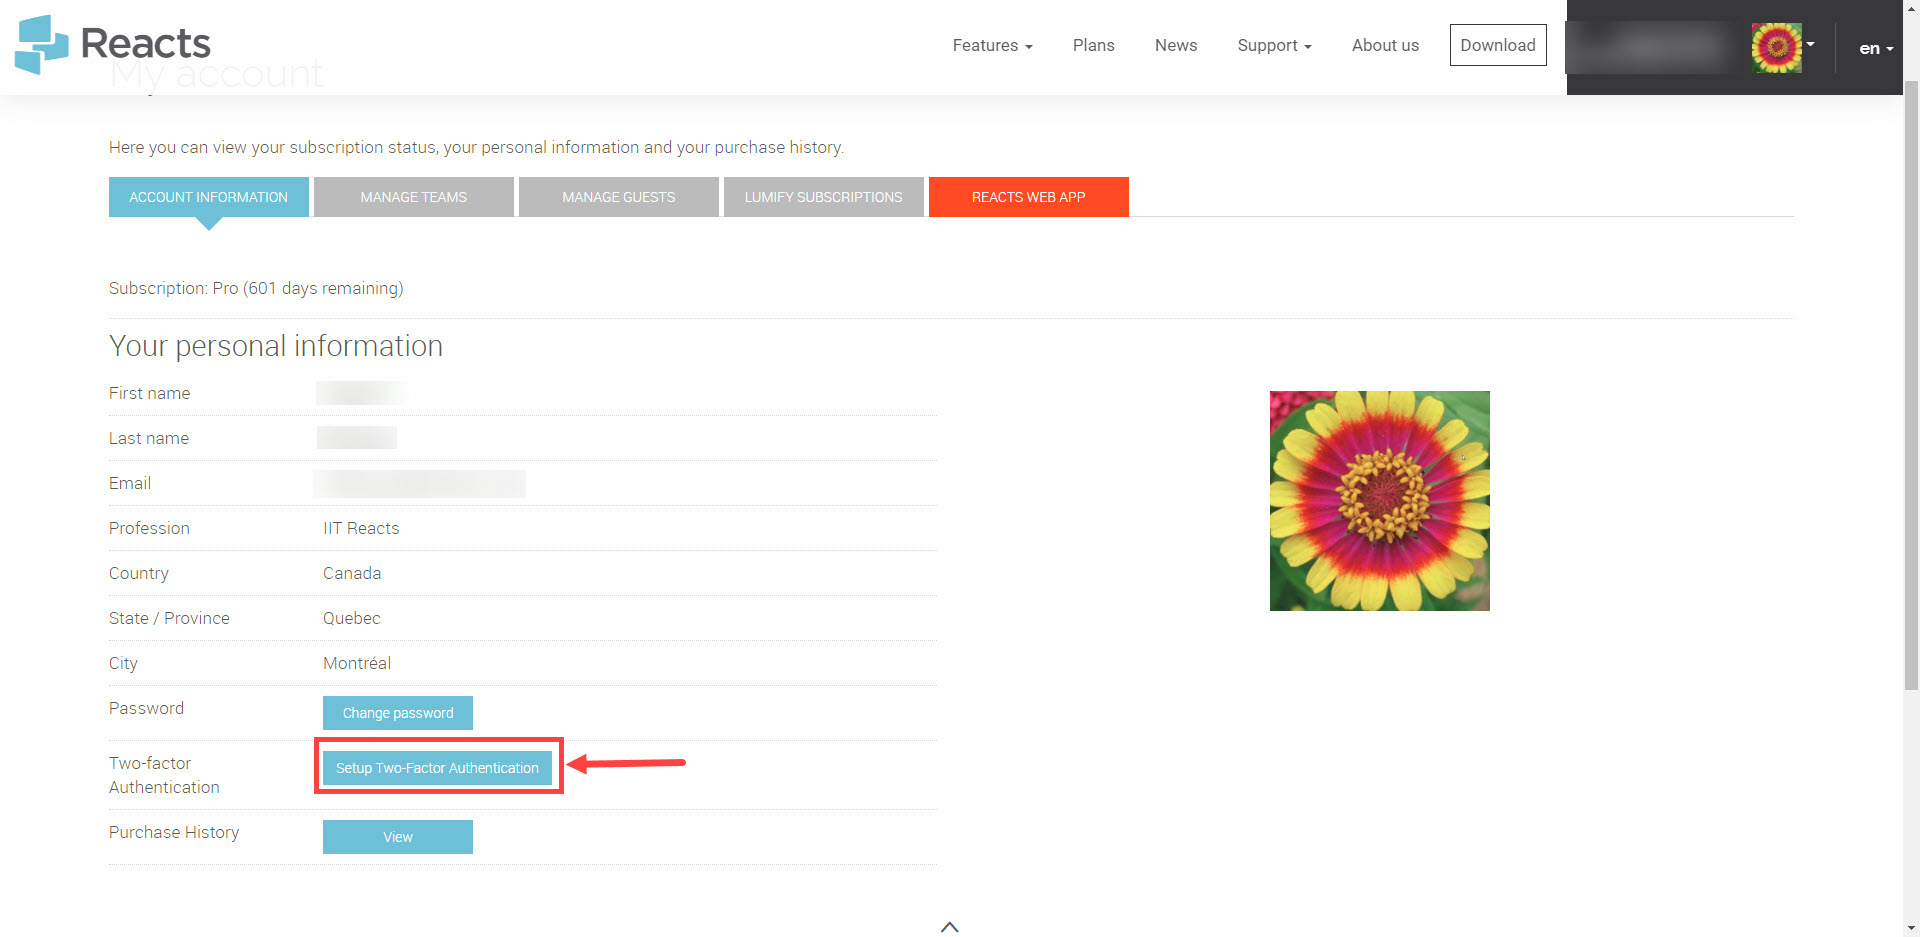 Reacts
My account
Features
Plans
News
Support
About us
Download
en
Here you can view your subscription status, your personal information and your purchase history.
ACCOUNT INFORMATION
MANAGE TEAMS
MANAGE GUESTS
LUMIFY SUBSCRIPTIONS
REACTS WEB APP
Subscription: Pro (601 days remaining)
Your personal information
First name
Last name
Email
Profession IIT Reacts
Country Canada
State / Province Quebec
City Montréal
Password Change password
Two-factor
Authentication
Setup Two-Factor Authentication
Purchase History View